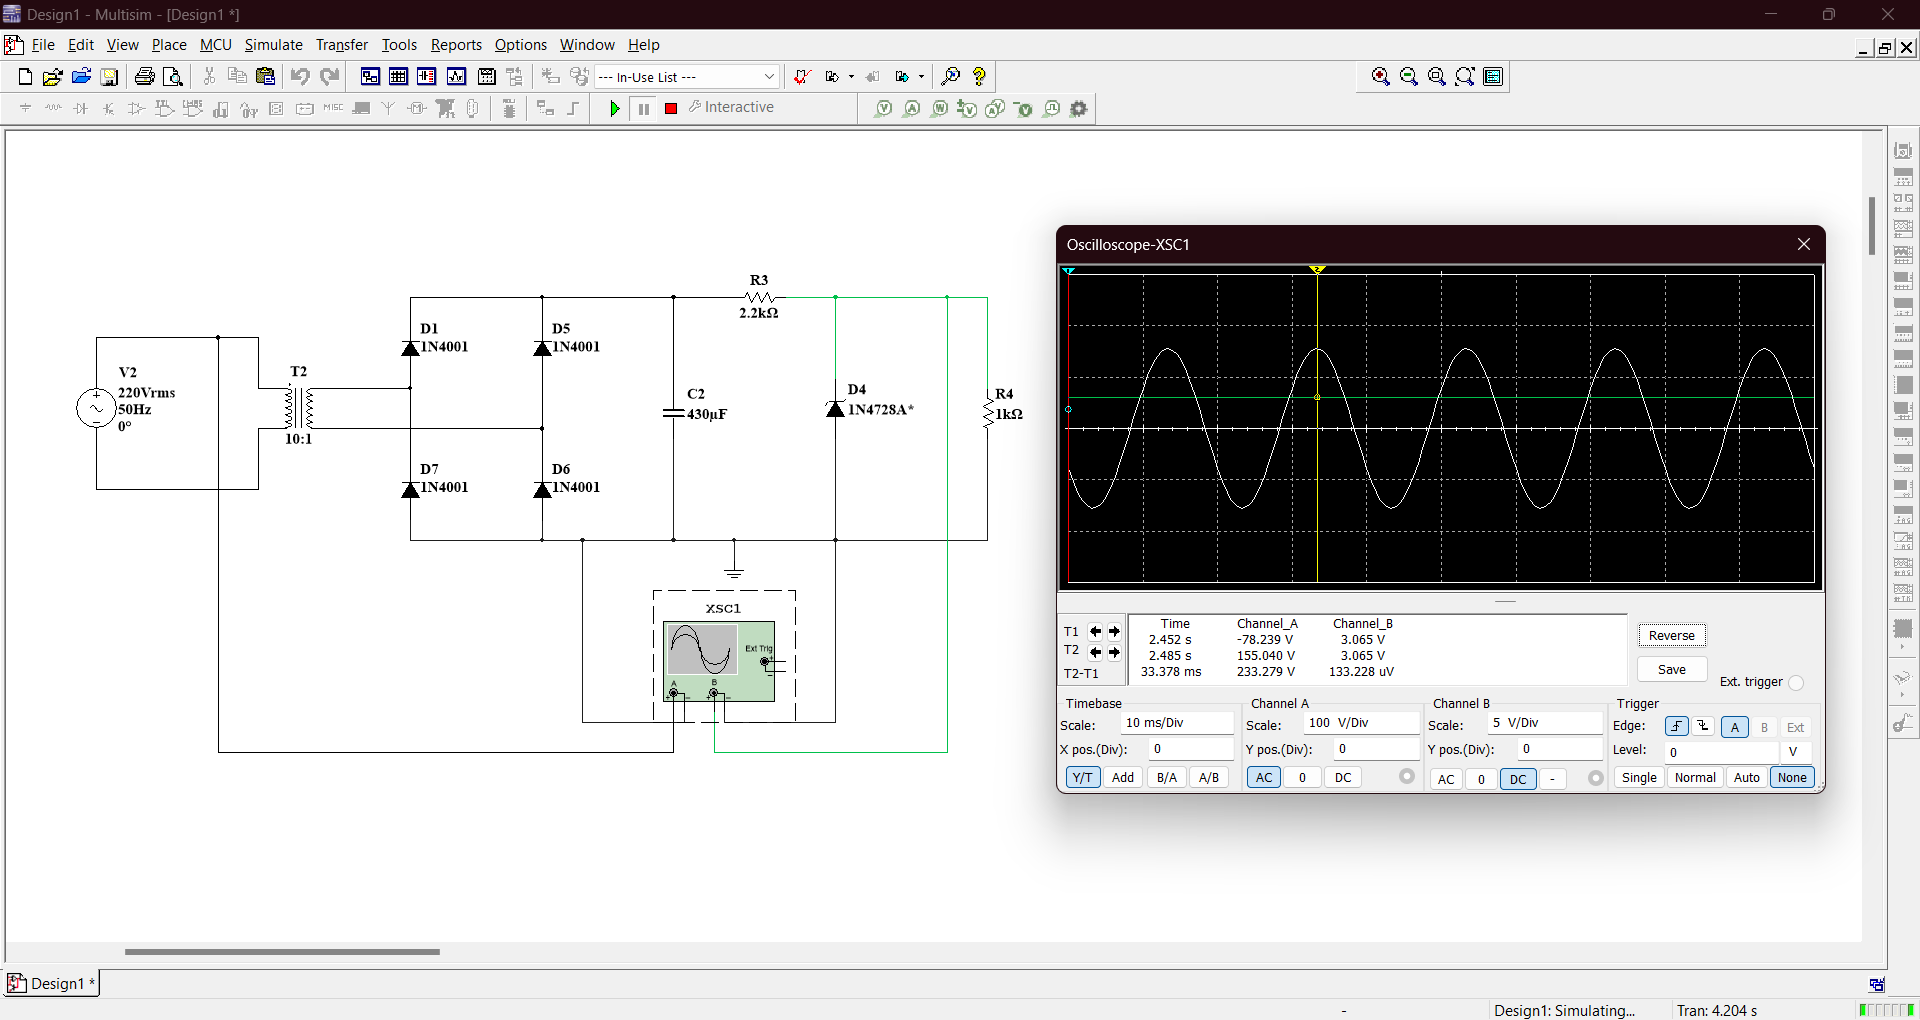 Design1 - Multisim - [Design1 *]
File Edit View Place MCU Simulate Transfer Tools Reports Options Window Help
--- In-Use List ---
MISC
Interactive
R3
2.2kΩ
D1
1N4001
D5
1N4001
V2
220Vrms
50Hz
0°
T2
10:1
C2
430µF
D4
1N4728A*
R4
1kΩ
D7
1N4001
D6
1N4001
XSC1
Ext Trig
A
B
Oscilloscope-XSC1
Time Channel_A Channel_B
T1 2.452 s -78.239 V 3.065 V
T2 2.485 s 155.040 V 3.065 V
T2-T1 33.378 ms 233.279 V 133.228 uV
Reverse
Save
Ext. trigger
Timebase Channel A Channel B Trigger
Scale: 10 ms/Div Scale: 100 V/Div Scale: 5 V/Div Edge: A B Ext
X pos.(Div): 0 Y pos.(Div): 0 Y pos.(Div): 0 Level: 0 V
Y/T Add B/A A/B AC 0 DC AC 0 DC - Single Normal Auto None
Design1 *
- Design1: Simulating... Tran: 4.204 s